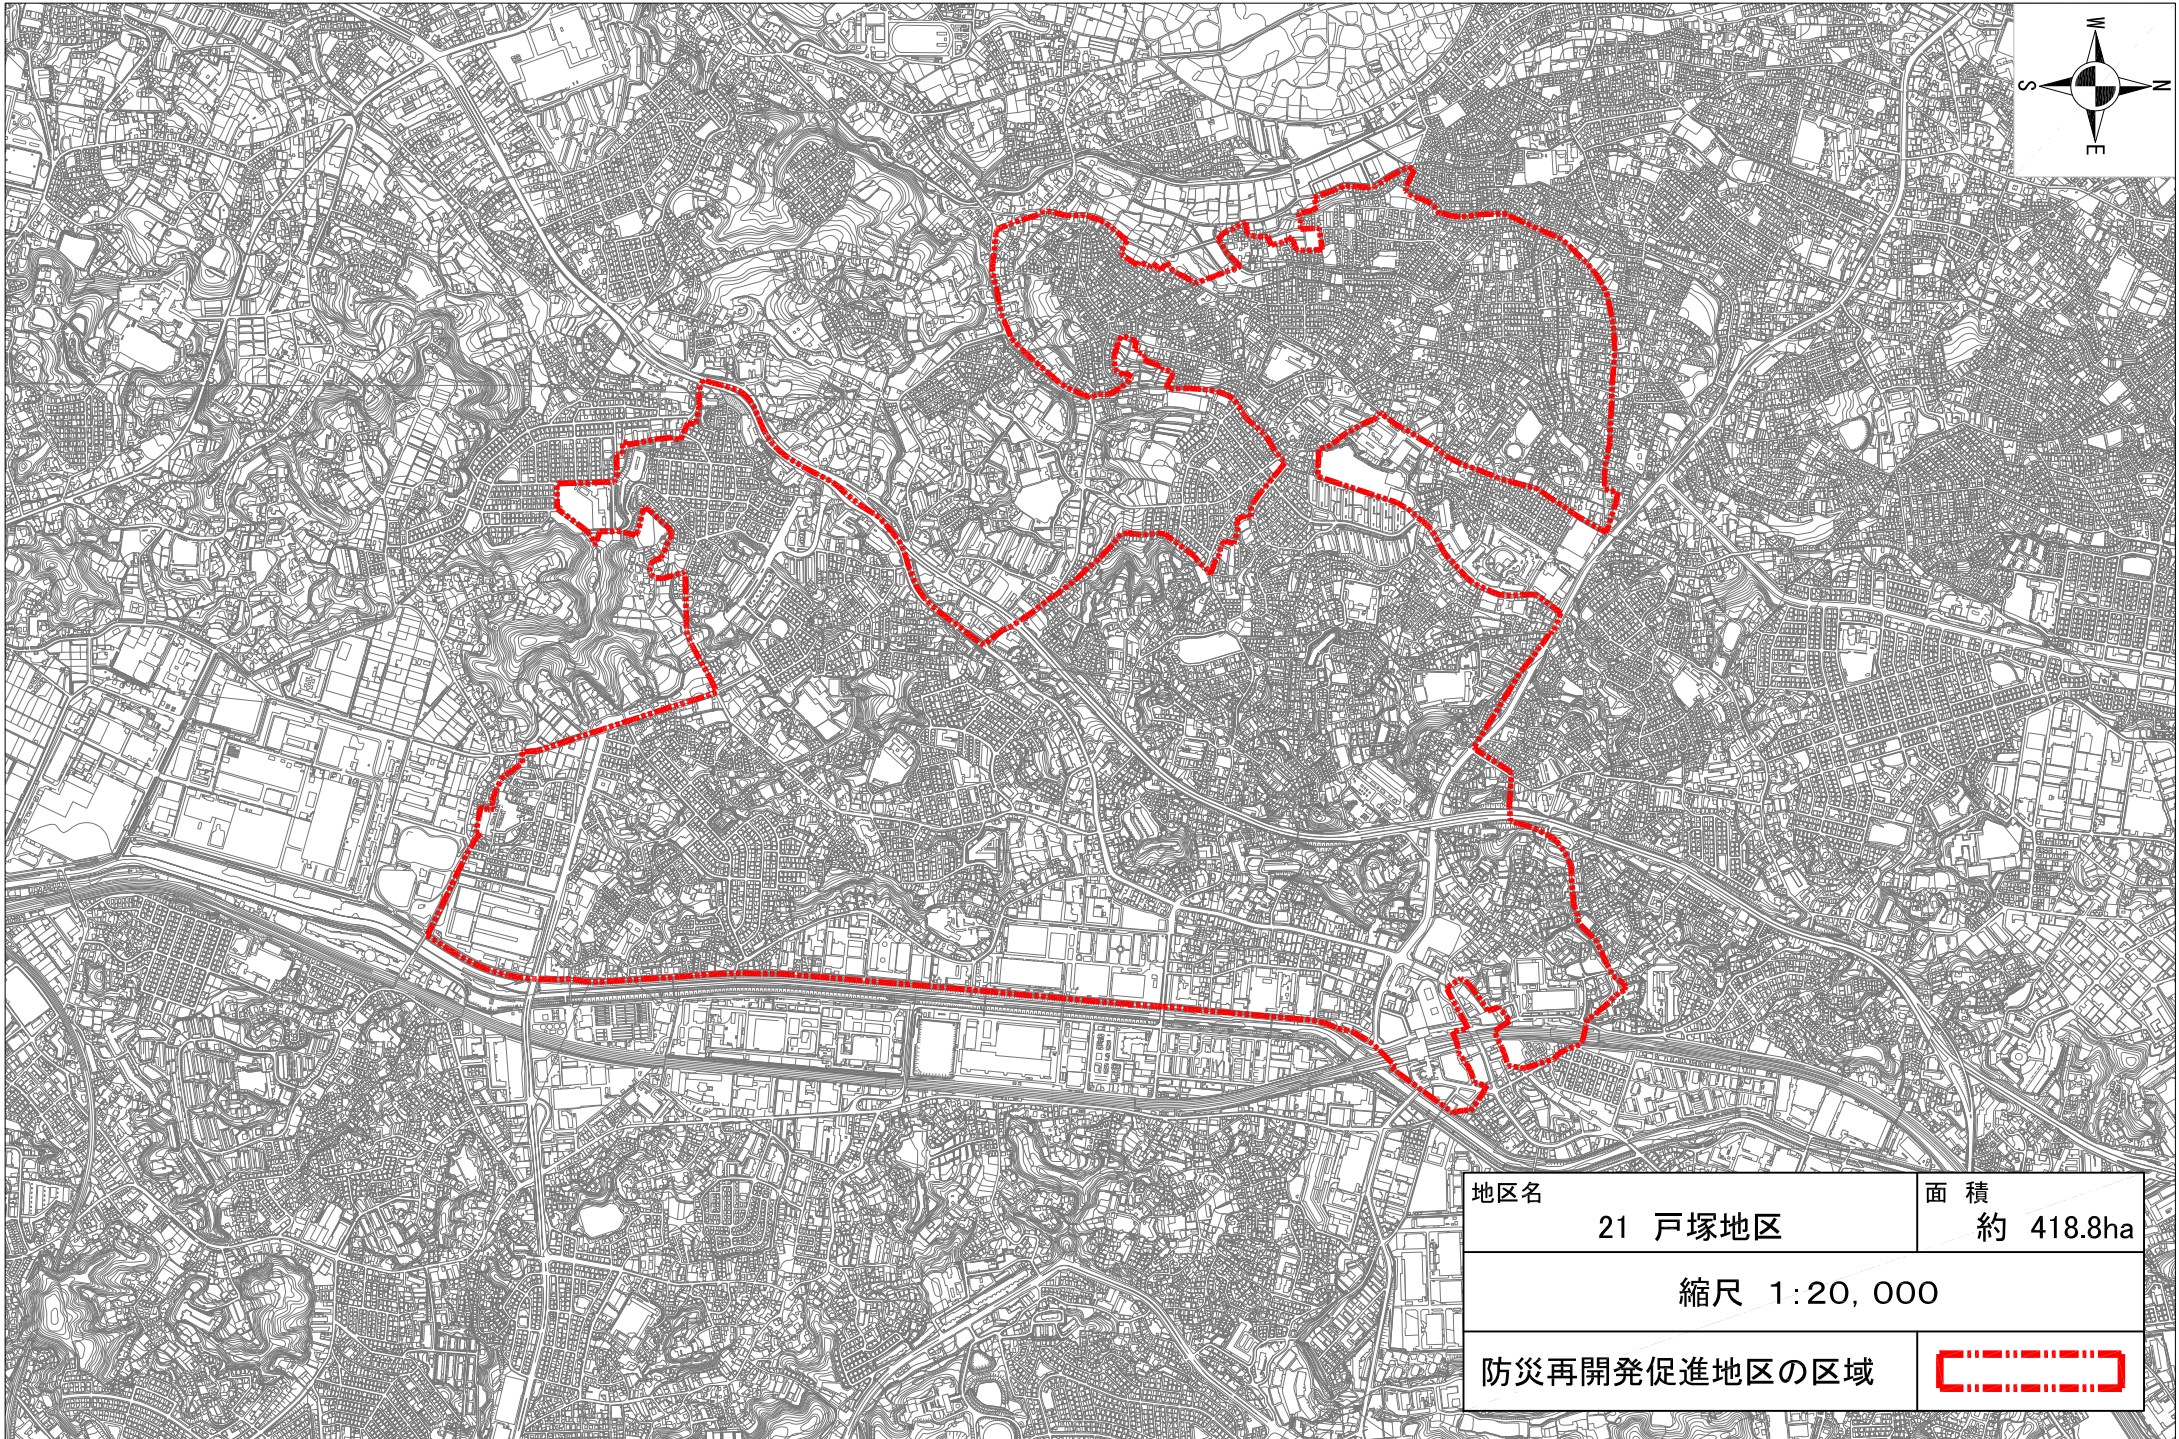 W
N
S
E
地区名
21 戸塚地区
面 積
約 418.8ha
縮尺 1:20,000
防災再開発促進地区の区域